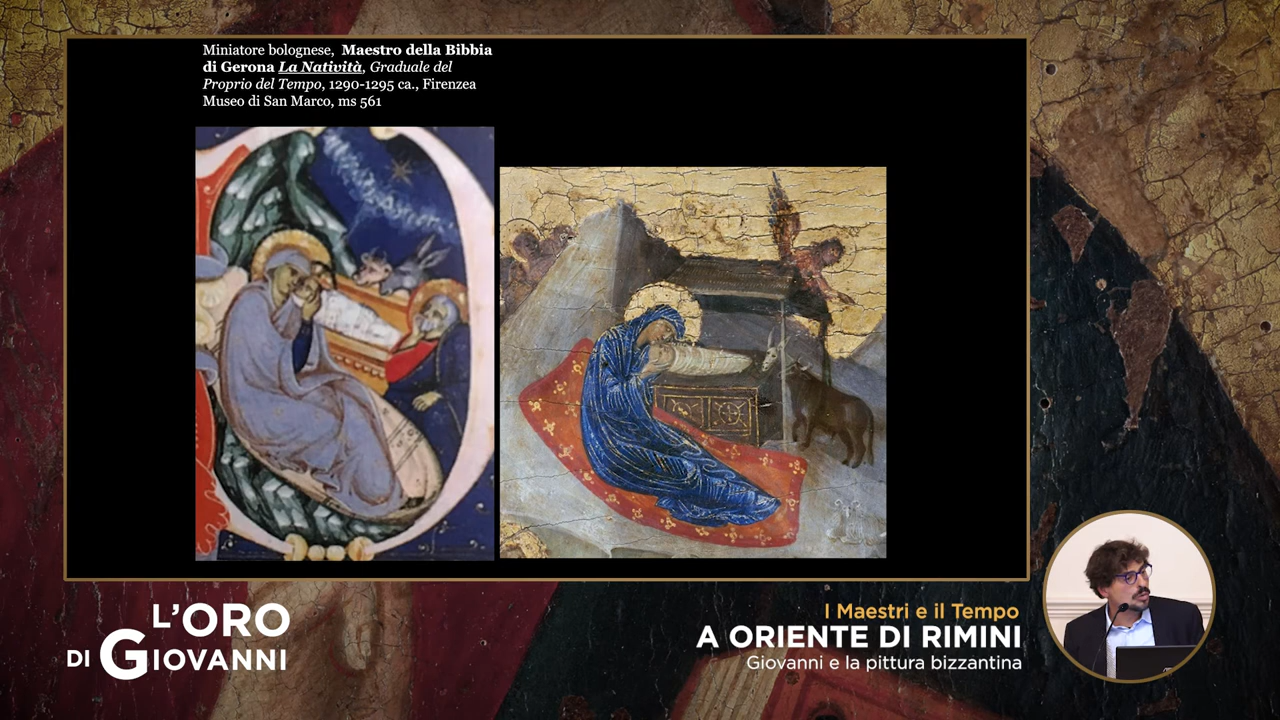 Miniatore bolognese, Maestro della Bibbia
di Gerona La Natività, Graduale del
Proprio del Tempo, 1290-1295 ca., Firenzea
Museo di San Marco, ms 561
L'ORO
DI GIOVANNI
I Maestri e il Tempo
A ORIENTE DI RIMINI
Giovanni e la pittura bizzantina